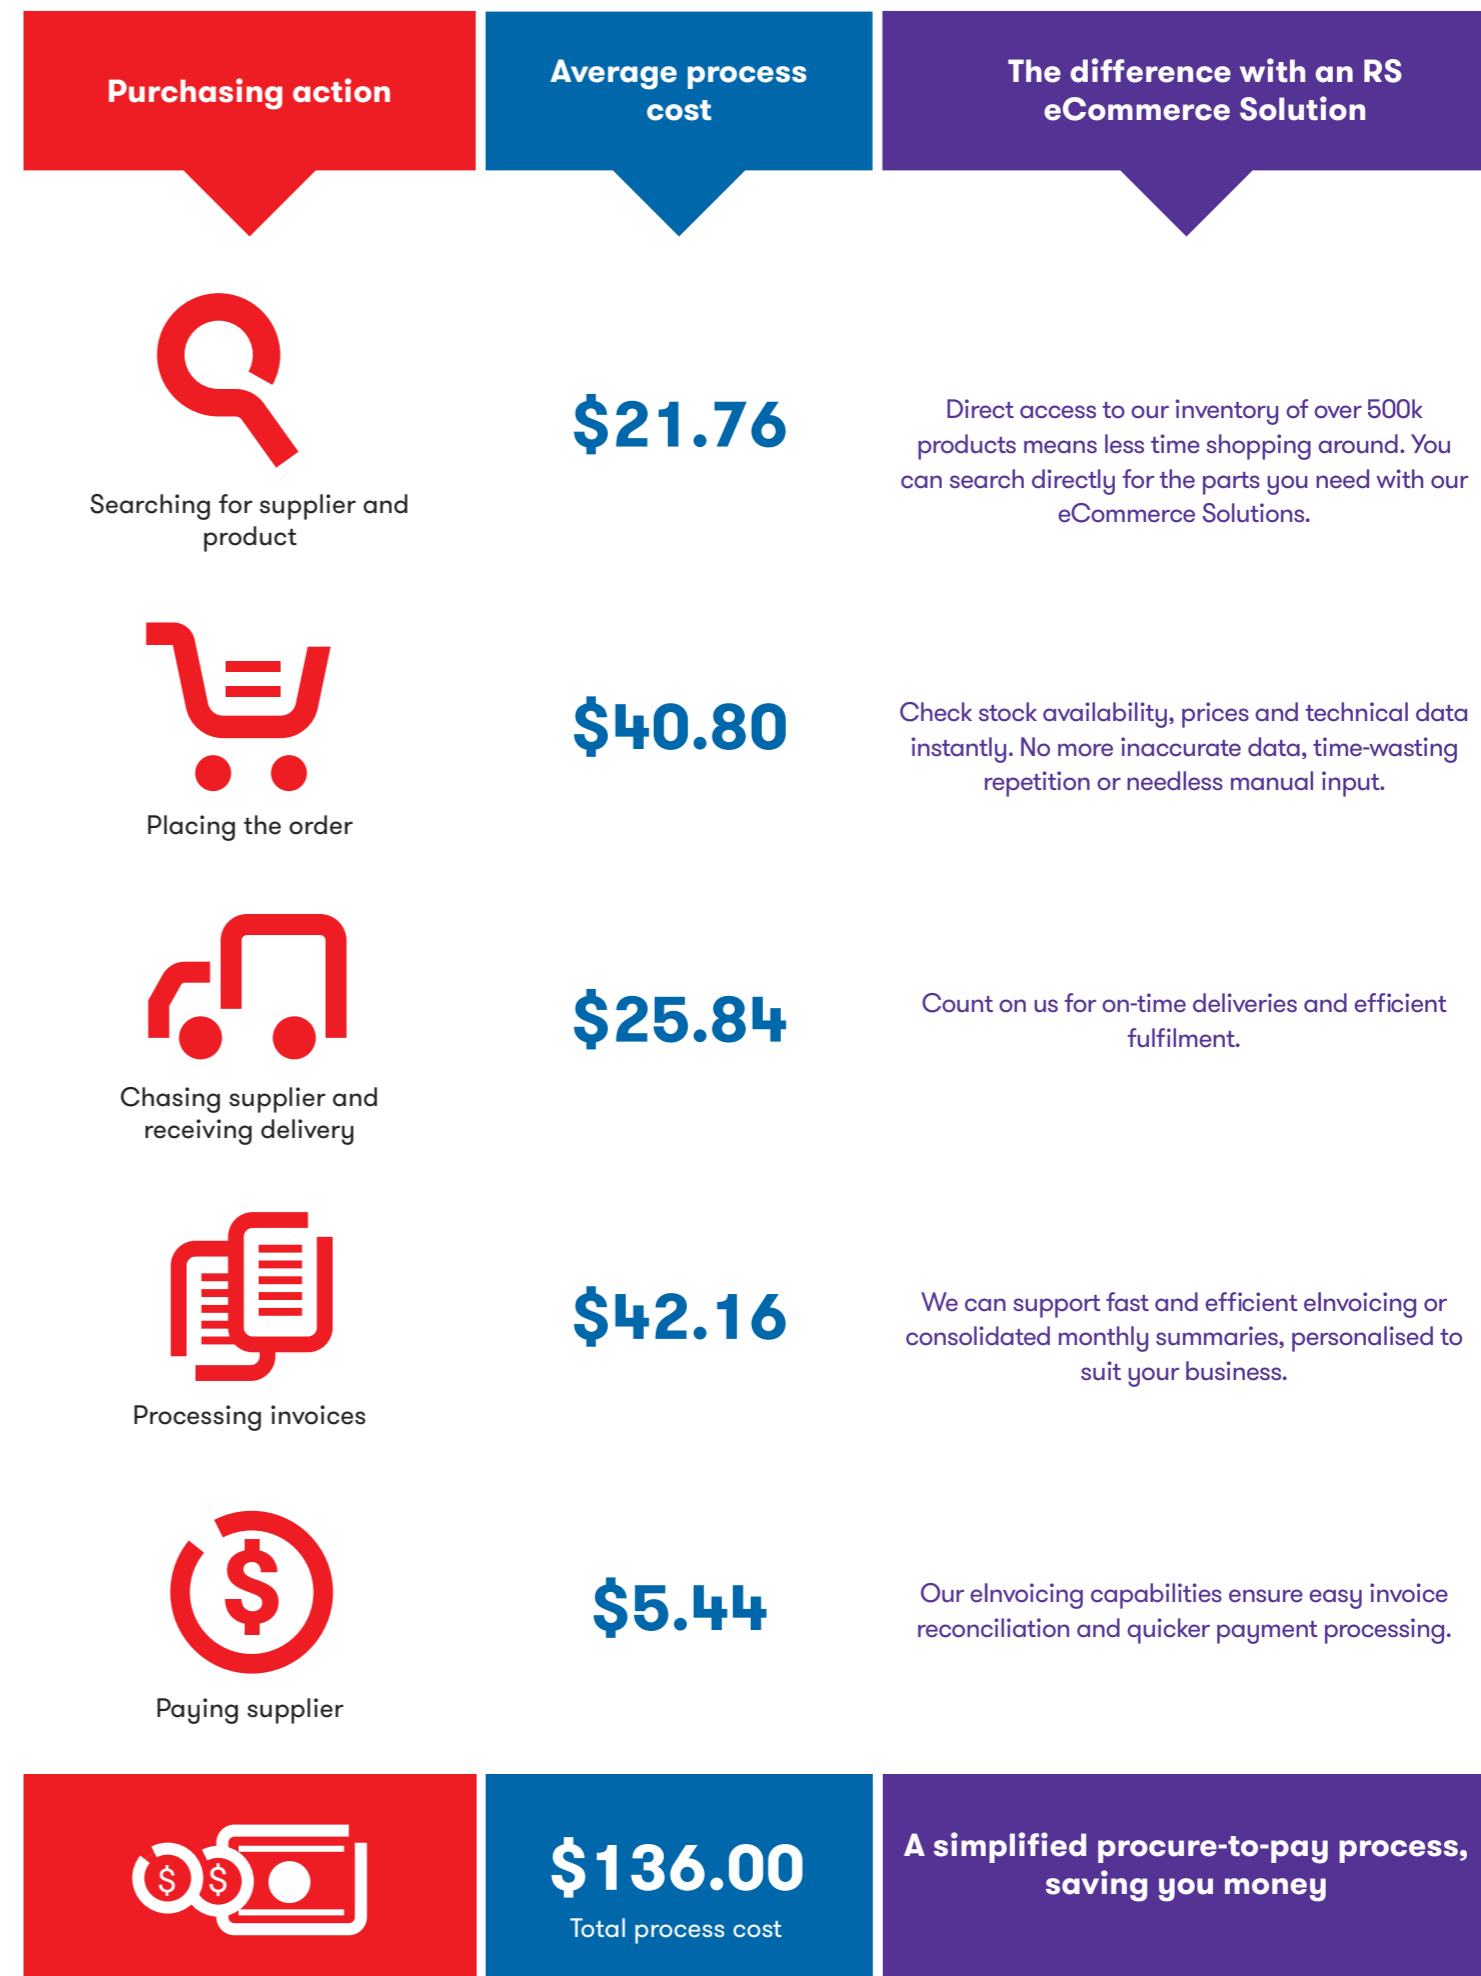 Purchasing action
Average process
cost
The difference with an RS
eCommerce Solution
Searching for supplier and
product
$21.76
Direct access to our inventory of over 500k
products means less time shopping around. You
can search directly for the parts you need with our
eCommerce Solutions.
Placing the order
$40.80
Check stock availability, prices and technical data
instantly. No more inaccurate data, time-wasting
repetition or needless manual input.
Chasing supplier and
receiving delivery
$25.84
Count on us for on-time deliveries and efficient
fulfilment.
Processing invoices
$42.16
We can support fast and efficient eInvoicing or
consolidated monthly summaries, personalised to
suit your business.
$
Paying supplier
$5.44
Our eInvoicing capabilities ensure easy invoice
reconciliation and quicker payment processing.
$ $
$136.00
Total process cost
A simplified procure-to-pay process,
saving you money